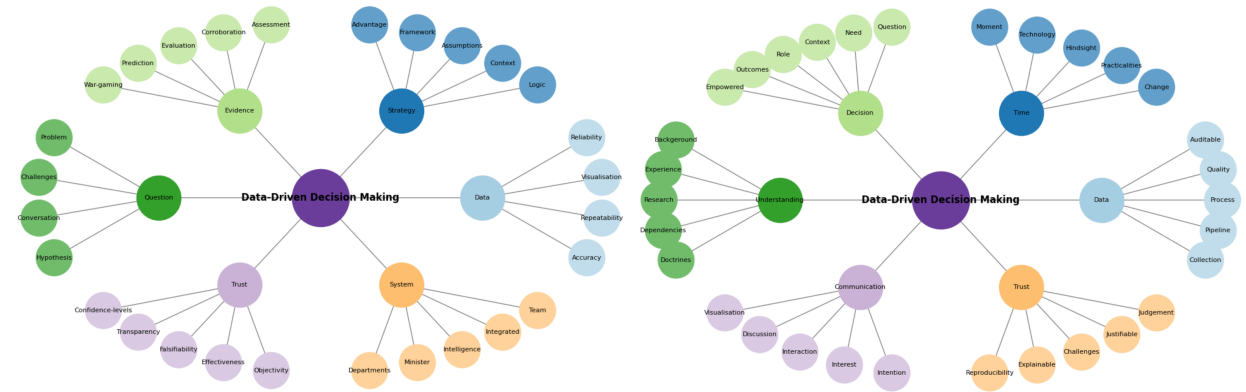 Assessment
Corroboration
Evaluation
Prediction
War-gaming
Evidence
Advantage
Framework
Assumptions
Context
Logic
Strategy
Problem
Challenges
Conversation
Hypothesis
Question
Data-Driven Decision Making
Data
Reliability
Visualisation
Repeatability
Accuracy
Trust
Confidence-levels
Transparency
Falsifiability
Effectiveness
Objectivity
System
Team
Integrated
Intelligence
Minister
Departments
Question
Need
Context
Role
Outcomes
Empowered
Decision
Moment
Technology
Hindsight
Practicalities
Change
Time
Background
Experience
Research
Dependencies
Doctrines
Understanding
Data-Driven Decision Making
Data
Auditable
Quality
Process
Pipeline
Collection
Communication
Visualisation
Discussion
Interaction
Interest
Intention
Trust
Judgement
Justifiable
Challenges
Explainable
Reproducibility